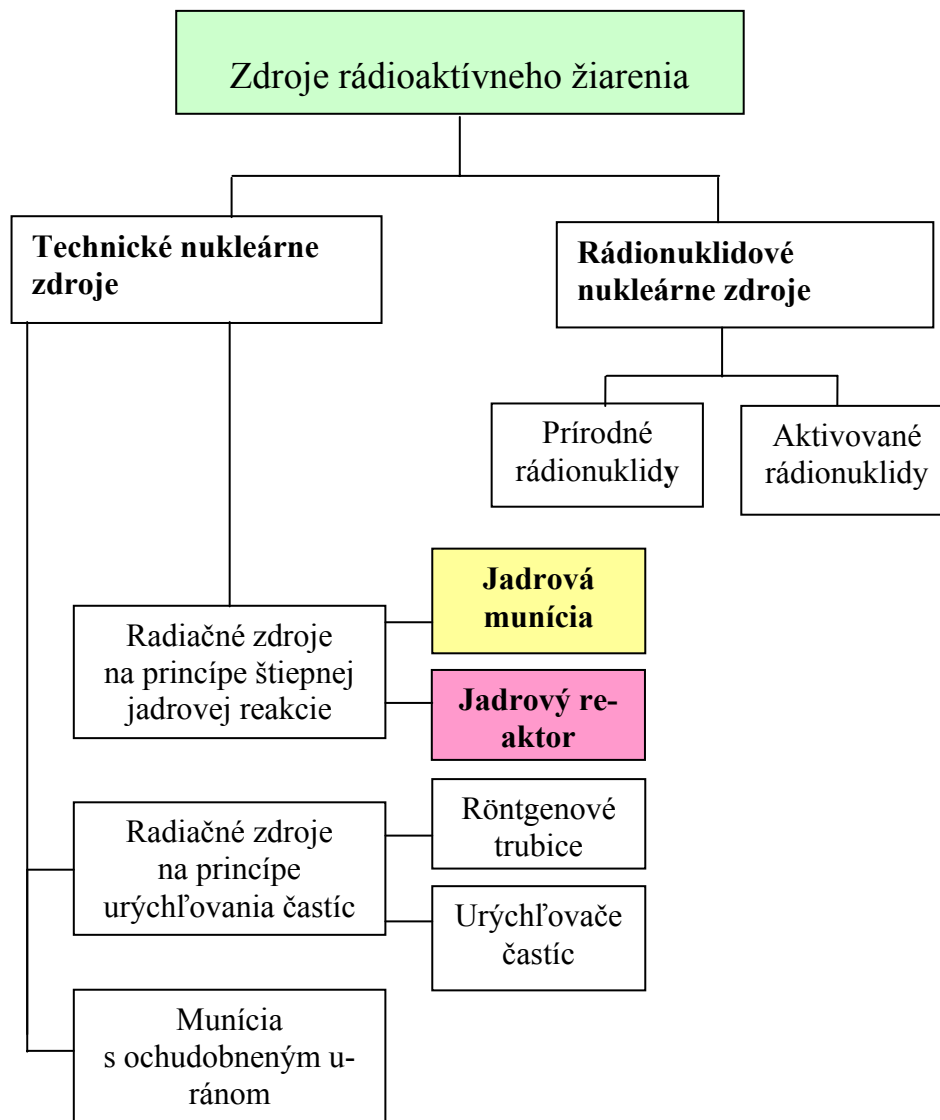 Zdroje rádioaktívneho žiarenia
Technické nukleárne
zdroje
Rádionuklidové
nukleárne zdroje
Prírodné
rádionuklidy
Aktivované
rádionuklidy
Radiačné zdroje
na princípe štiepnej
jadrovej reakcie
Jadrová
munícia
Jadrový re-
aktor
Radiačné zdroje
na princípe
urýchľovania častíc
Röntgenové
trubice
Urýchľovače
častíc
Munícia
s ochudobneným u-
ránom